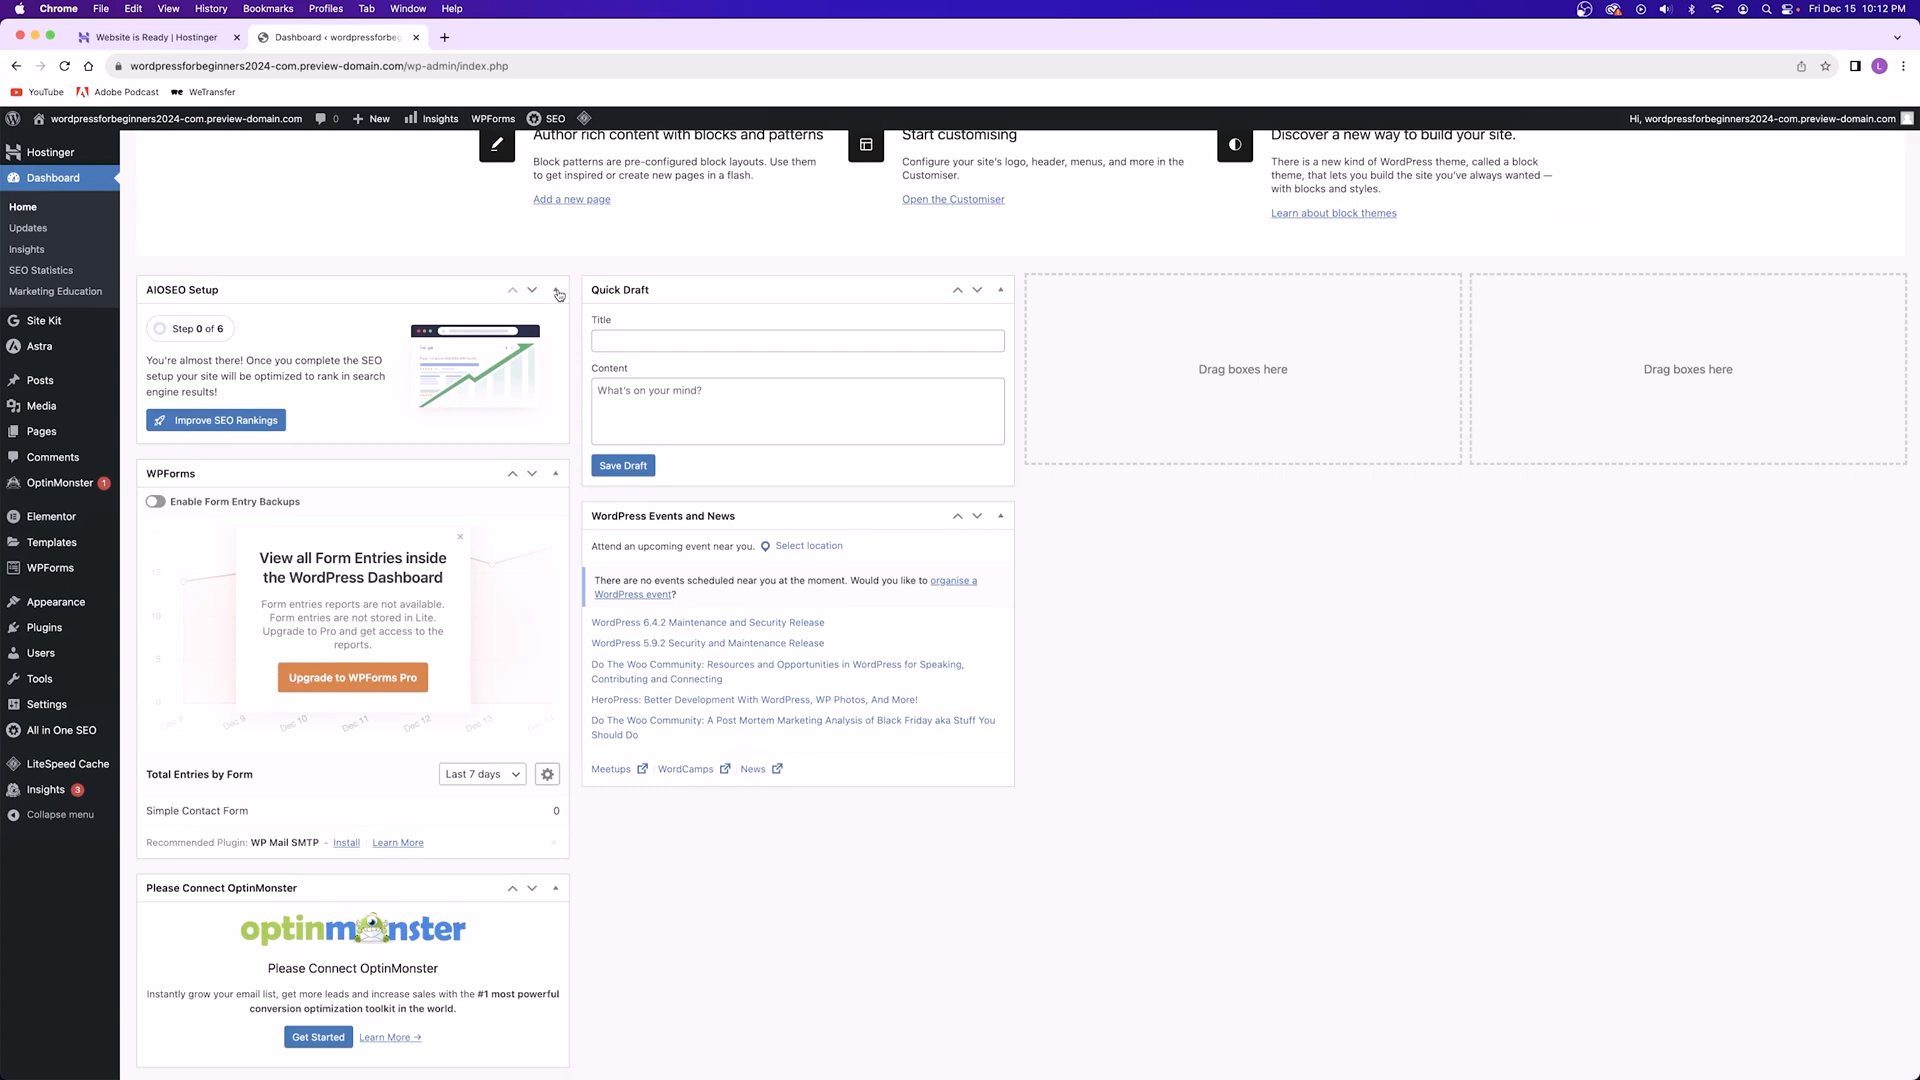 Chrome File Edit View History Bookmarks Profiles Tab Window Help
Fri Dec 15 10:12 PM
Website is Ready | Hostinger
Dashboard ‹ wordpressforbeg
wordpressforbeginners2024-com.preview-domain.com/wp-admin/index.php
L
YouTube Adobe Podcast WeTransfer
wordpressforbeginners2024-com.preview-domain.com 0 New Insights WPForms SEO
Hi, wordpressforbeginners2024-com.preview-domain.com
Hostinger
Dashboard
Home
Updates
Insights
SEO Statistics
Marketing Education
Site Kit
Astra
Posts
Media
Pages
Comments
OptinMonster 1
Elementor
Templates
WPForms
Appearance
Plugins
Users
Tools
Settings
All in One SEO
LiteSpeed Cache
Insights 3
Collapse menu
Author rich content with blocks and patterns
Block patterns are pre-configured block layouts. Use them
to get inspired or create new pages in a flash.
Add a new page
Start customising
Configure your site's logo, header, menus, and more in the
Customiser.
Open the Customiser
Discover a new way to build your site.
There is a new kind of WordPress theme, called a block
theme, that lets you build the site you've always wanted —
with blocks and styles.
Learn about block themes
AIOSEO Setup
Step 0 of 6
You're almost there! Once you complete the SEO
setup your site will be optimized to rank in search
engine results!
Improve SEO Rankings
WPForms
Enable Form Entry Backups
View all Form Entries inside
the WordPress Dashboard
Form entries reports are not available.
Form entries are not stored in Lite.
Upgrade to Pro and get access to the
reports.
Upgrade to WPForms Pro
15
10
5
0
Dec 8 Dec 9 Dec 10 Dec 11 Dec 12 Dec 13 Dec 14
Total Entries by Form
Last 7 days
Simple Contact Form 0
Recommended Plugin: WP Mail SMTP - Install Learn More
Please Connect OptinMonster
optinmonster
Please Connect OptinMonster
Instantly grow your email list, get more leads and increase sales with the #1 most powerful
conversion optimization toolkit in the world.
Get Started Learn More →
Quick Draft
Title
Content
What's on your mind?
Save Draft
WordPress Events and News
Attend an upcoming event near you. Select location
There are no events scheduled near you at the moment. Would you like to organise a
WordPress event?
WordPress 6.4.2 Maintenance and Security Release
WordPress 5.9.2 Security and Maintenance Release
Do The Woo Community: Resources and Opportunities in WordPress for Speaking,
Contributing and Connecting
HeroPress: Better Development With WordPress, WP Photos, And More!
Do The Woo Community: A Post Mortem Marketing Analysis of Black Friday aka Stuff You
Should Do
Meetups WordCamps News
Drag boxes here
Drag boxes here